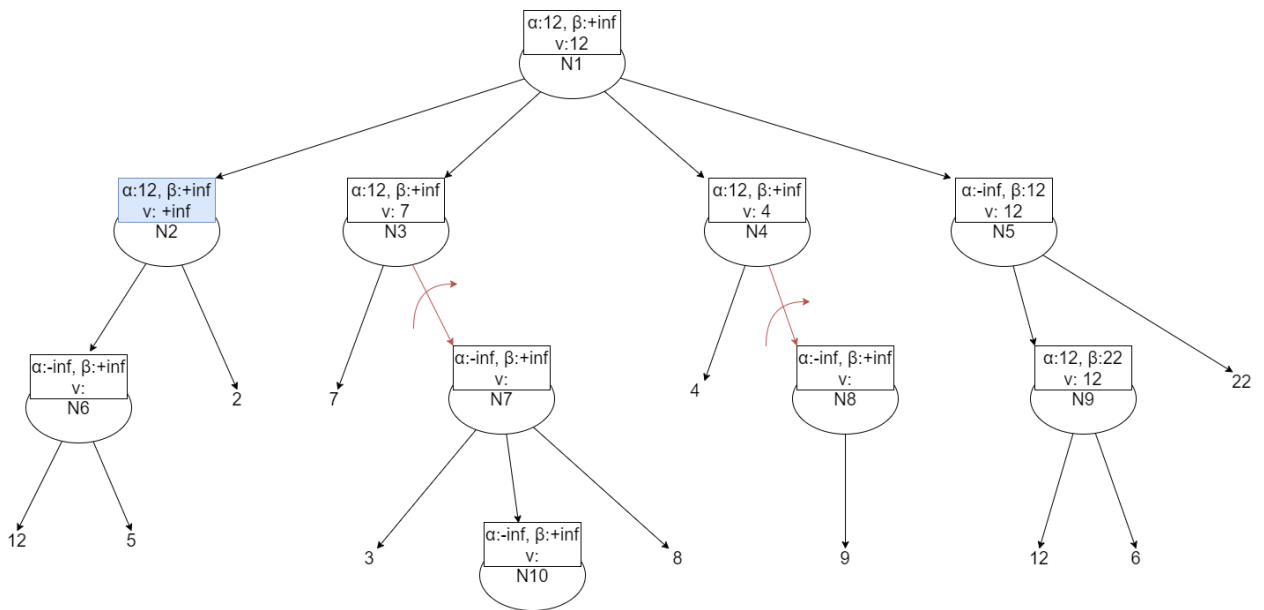 α:12, β:+inf
v:12
N1
α:12, β:+inf
v: +inf
N2
α:12, β:+inf
v: 7
N3
α:12, β:+inf
v: 4
N4
α:-inf, β:12
v: 12
N5
α:-inf, β:+inf
v:
N6
2
7
α:-inf, β:+inf
v:
N7
4
α:-inf, β:+inf
v:
N8
α:12, β:22
v: 12
N9
22
12
5
3
α:-inf, β:+inf
v:
N10
8
9
12
6